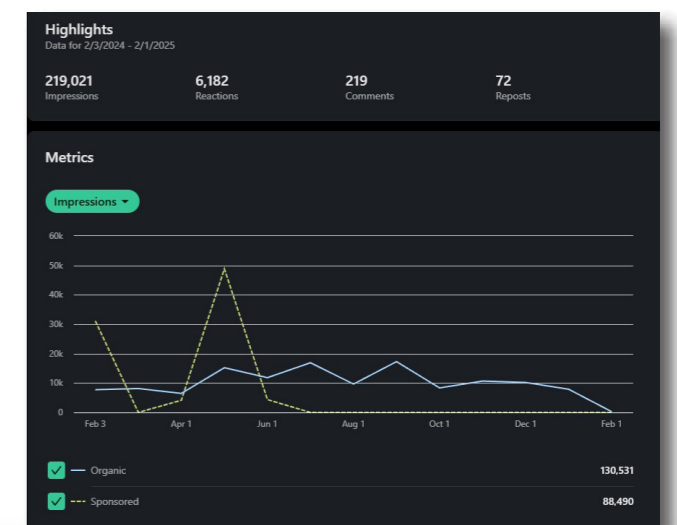 Highlights
Data for 2/3/2024 - 2/1/2025
219,021 6,182 219 72
Impressions Reactions Comments Reposts
Metrics
Impressions
60k
50k
40k
30k
20k
10k
0
Feb 3 Apr 1 Jun 1 Aug 1 Oct 1 Dec 1 Feb 1
Organic 130,531
Sponsored 88,490